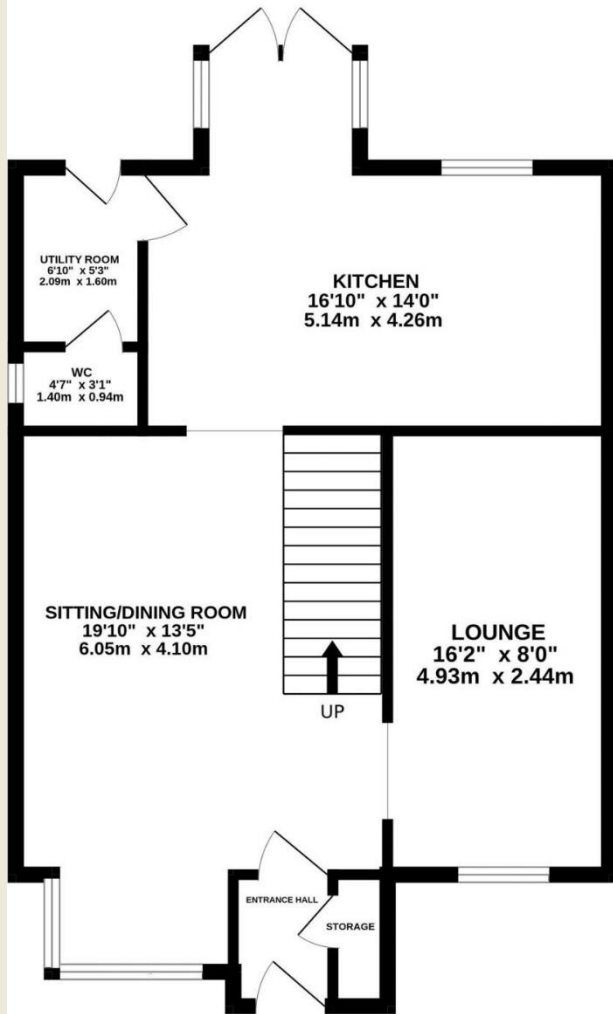 UTILITY ROOM
6'10" x 5'3"
2.09m x 1.60m
KITCHEN
16'10" x 14'0"
5.14m x 4.26m
WC
4'7" x 3'1"
1.40m x 0.94m
SITTING/DINING ROOM
19'10" x 13'5"
6.05m x 4.10m
LOUNGE
16'2" x 8'0"
4.93m x 2.44m
UP
ENTRANCE HALL
STORAGE